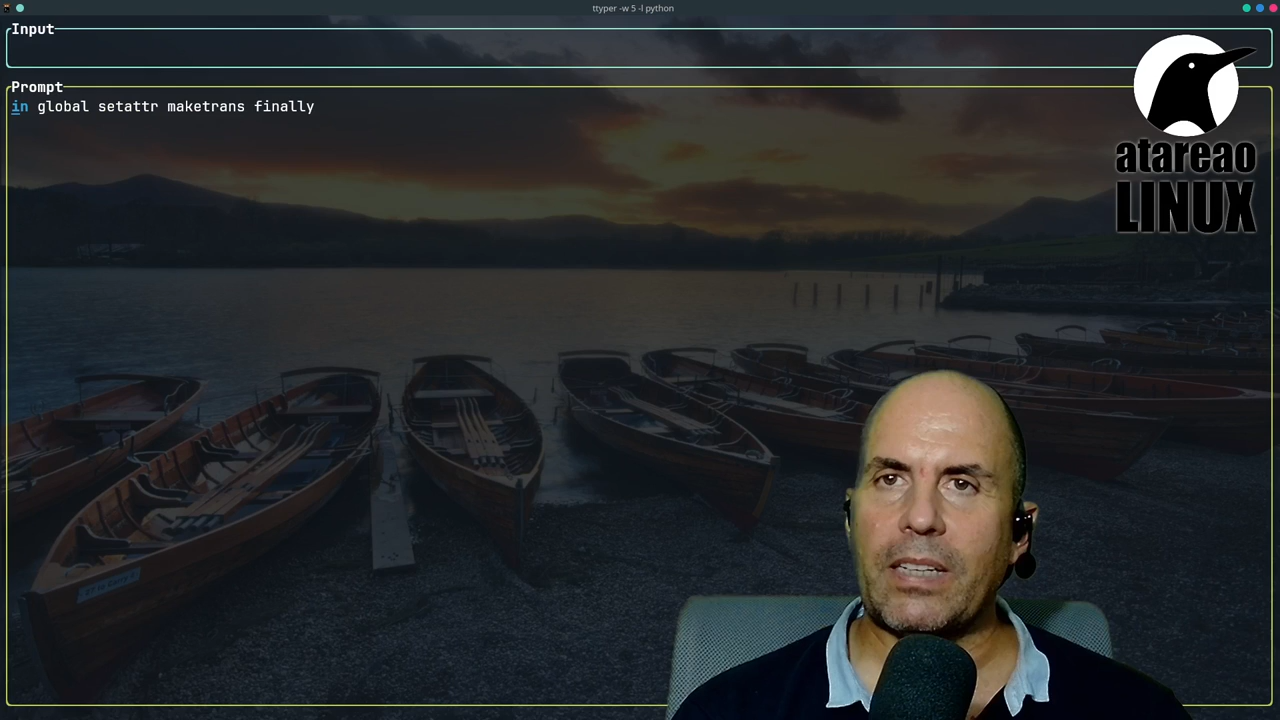 ttyper -w 5 -l python
Input
Prompt
in global setattr maketrans finally
atareao
LINUX